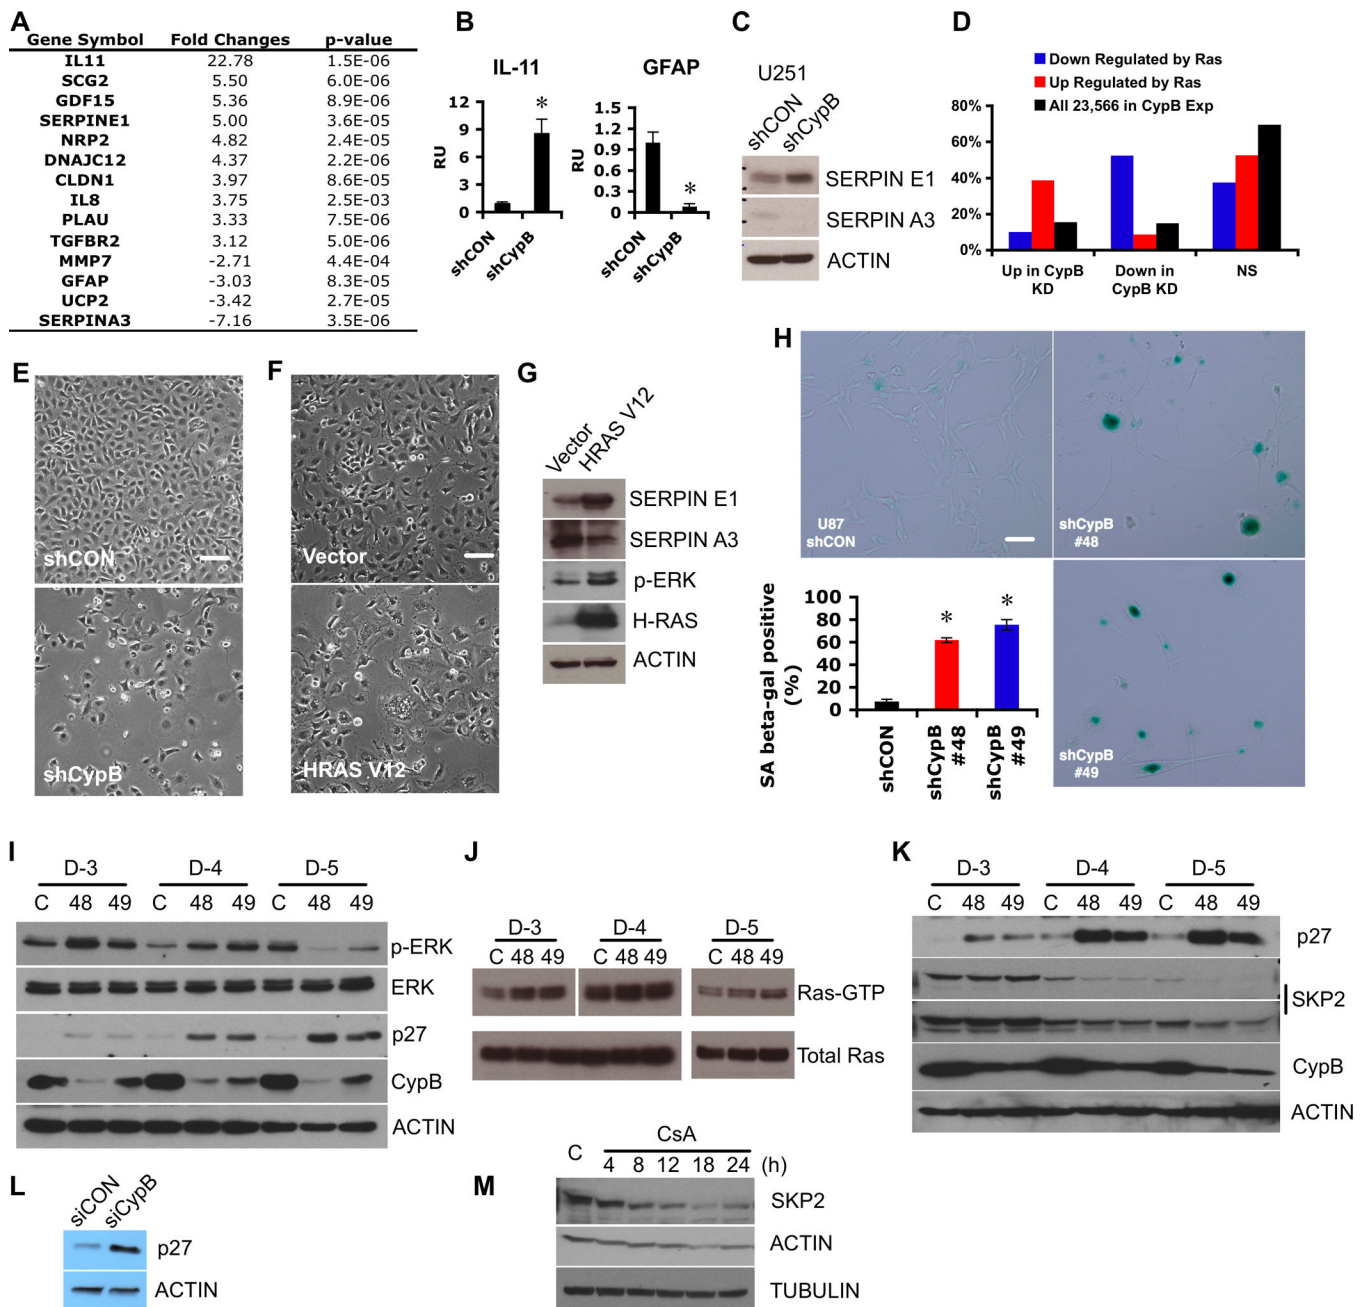 A
Gene Symbol Fold Changes p-value
IL11 22.78 1.5E-06
SCG2 5.50 6.0E-06
GDF15 5.36 8.9E-06
SERPINE1 5.00 3.6E-05
NRP2 4.82 2.4E-05
DNAJC12 4.37 2.2E-06
CLDN1 3.97 8.6E-05
IL8 3.75 2.5E-03
PLAU 3.33 7.5E-06
TGFBR2 3.12 5.0E-06
MMP7 -2.71 4.4E-04
GFAP -3.03 8.3E-05
UCP2 -3.42 2.7E-05
SERPINA3 -7.16 3.5E-06
B
IL-11
12
9
6
3
0
RU
*
shCON
shCypB
GFAP
1.5
1.2
0.9
0.6
0.3
0
RU
*
shCON
shCypB
C
U251
shCON
shCypB
SERPIN E1
SERPIN A3
ACTIN
D
Down Regulated by Ras
Up Regulated by Ras
All 23,566 in CypB Exp
80%
60%
40%
20%
0%
Up in CypB
KD
Down in
CypB KD
NS
E
shCON
shCypB
F
Vector
HRAS V12
G
Vector
HRAS V12
SERPIN E1
SERPIN A3
p-ERK
H-RAS
ACTIN
H
U87
shCON
shCypB
#48
shCypB
#49
SA beta-gal positive
(%)
100
80
60
40
20
0
*
*
shCON
shCypB
#48
shCypB
#49
I
D-3 D-4 D-5
C 48 49 C 48 49 C 48 49
p-ERK
ERK
p27
CypB
ACTIN
J
D-3 D-4 D-5
C 48 49 C 48 49 C 48 49
Ras-GTP
Total Ras
K
D-3 D-4 D-5
C 48 49 C 48 49 C 48 49
p27
SKP2
CypB
ACTIN
L
siCON
siCypB
p27
ACTIN
M
CsA
C 4 8 12 18 24 (h)
SKP2
ACTIN
TUBULIN